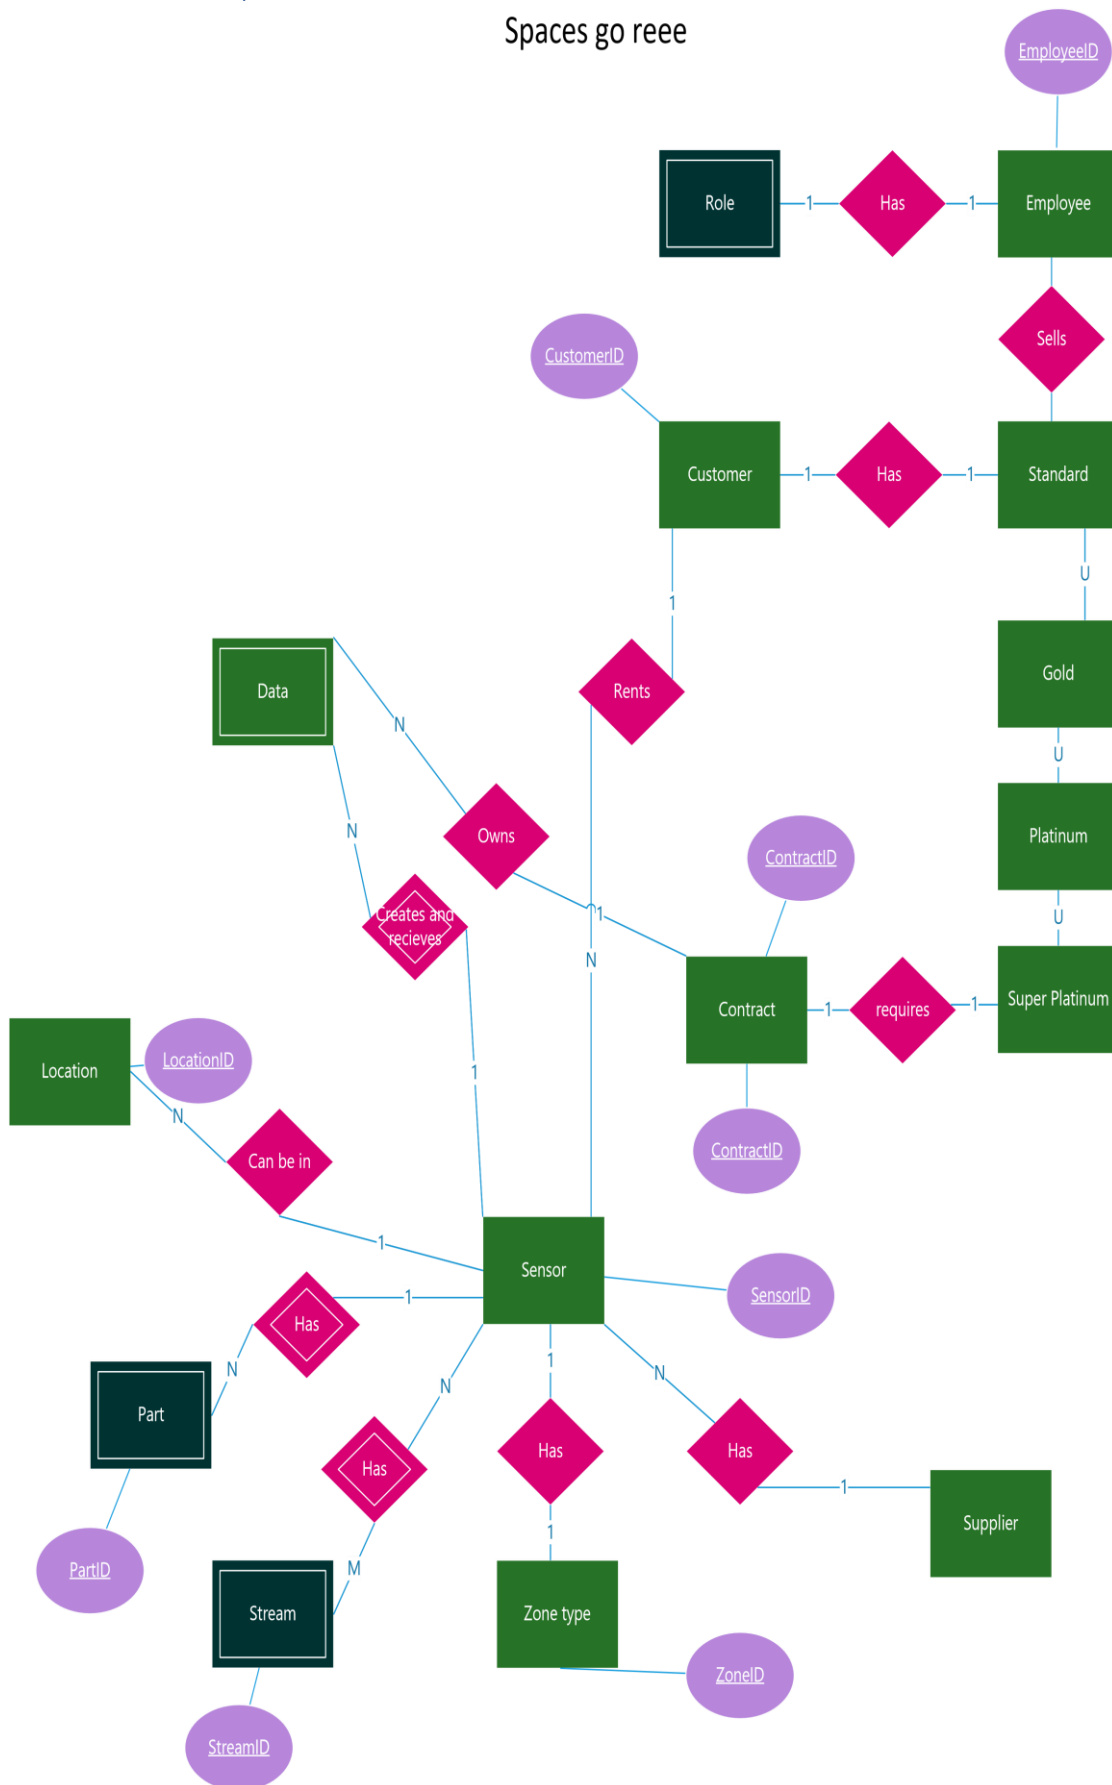 Spaces go reee
EmployeeID
Role
1
Has
1
Employee
Sells
CustomerID
Customer
1
Has
1
Standard
U
1
Data
Rents
Gold
N
U
N
Owns
Platinum
ContractID
Creates and
recieves
1
U
N
Contract
1
requires
1
Super Platinum
Location
LocationID
1
N
ContractID
Can be in
1
Sensor
SensorID
1
Has
N
1
N
N
Part
Has
Has
Has
1
Supplier
1
PartID
M
Stream
Zone type
ZoneID
StreamID